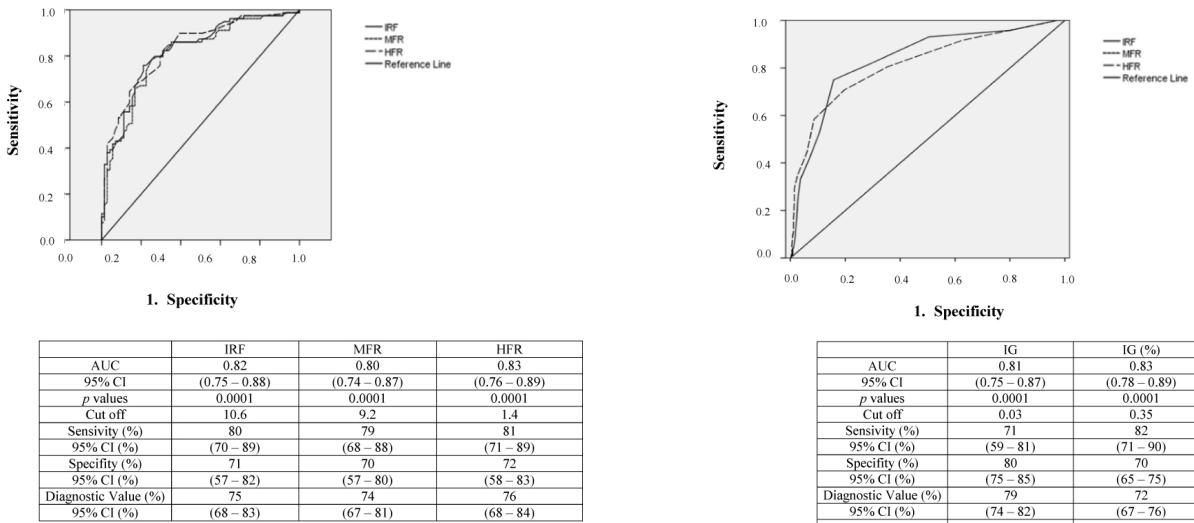 1.0
0.8
0.6
0.4
0.2
0.0
Sensitivity
0.0 0.2 0.4 0.6 0.8 1.0
IRF
MFR
HFR
Reference Line
1. Specificity
IRF MFR HFR
AUC 0.82 0.80 0.83
95% CI (0.75 – 0.88) (0.74 – 0.87) (0.76 – 0.89)
p values 0.0001 0.0001 0.0001
Cut off 10.6 9.2 1.4
Sensivity (%) 80 79 81
95% CI (%) (70 – 89) (68 – 88) (71 – 89)
Specifity (%) 71 70 72
95% CI (%) (57 – 82) (57 – 80) (58 – 83)
Diagnostic Value (%) 75 74 76
95% CI (%) (68 – 83) (67 – 81) (68 – 84)
1.0
0.8
0.6
0.4
0.2
0.0
Sensitivity
0.0 0.2 0.4 0.6 0.8 1.0
IRF
MFR
HFR
Reference Line
1. Specificity
IG IG (%)
AUC 0.81 0.83
95% CI (0.75 – 0.87) (0.78 – 0.89)
p values 0.0001 0.0001
Cut off 0.03 0.35
Sensivity (%) 71 82
95% CI (%) (59 – 81) (71 – 90)
Specifity (%) 80 70
95% CI (%) (75 – 85) (65 – 75)
Diagnostic Value (%) 79 72
95% CI (%) (74 – 82) (67 – 76)